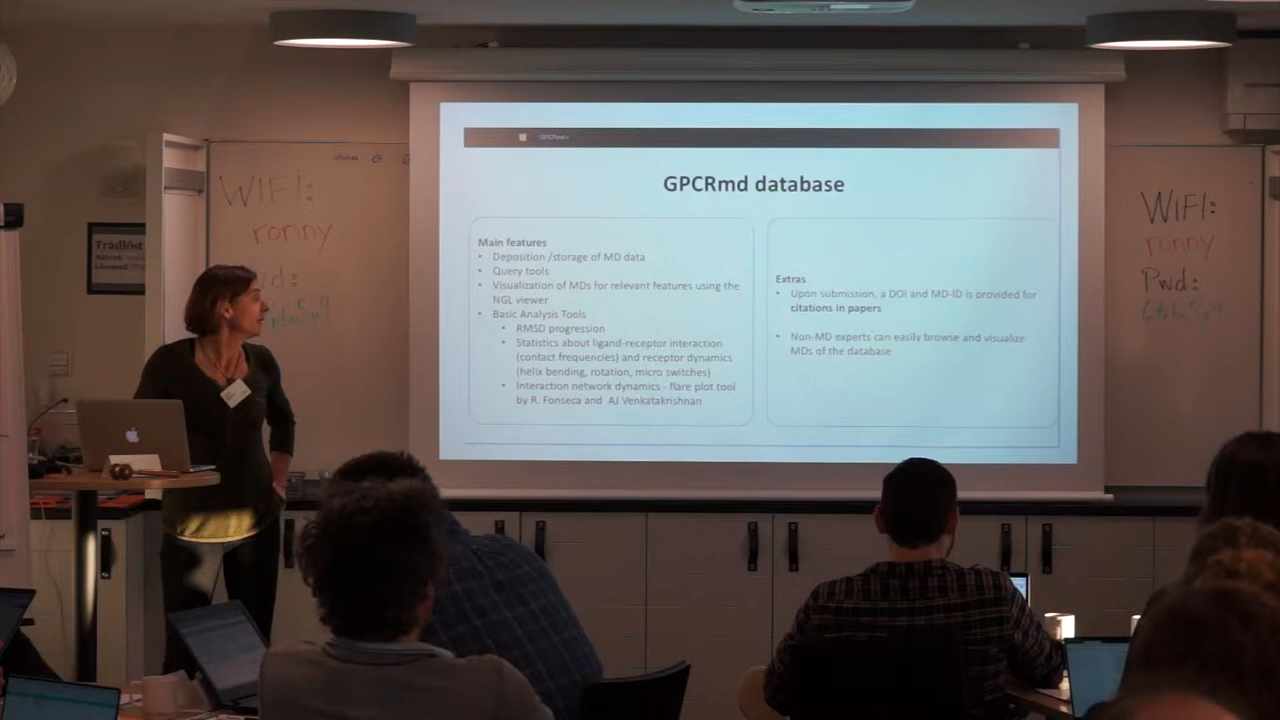 GPCRmd
GPCRmd database
Main features
• Deposition /storage of MD data
• Query tools
• Visualization of MDs for relevant features using the
NGL viewer
• Basic Analysis Tools
• RMSD progression
• Statistics about ligand-receptor interaction
(contact frequencies) and receptor dynamics
(helix bending, rotation, micro switches)
• Interaction network dynamics - flare plot tool
by R. Fonseca and AJ Venkatakrishnan
Extras
• Upon submission, a DOI and MD-ID is provided for
citations in papers
• Non-MD experts can easily browse and visualize
MDs of the database
WIFI:
ronny
WIFI:
ronny
Pwd:
Trådlöst